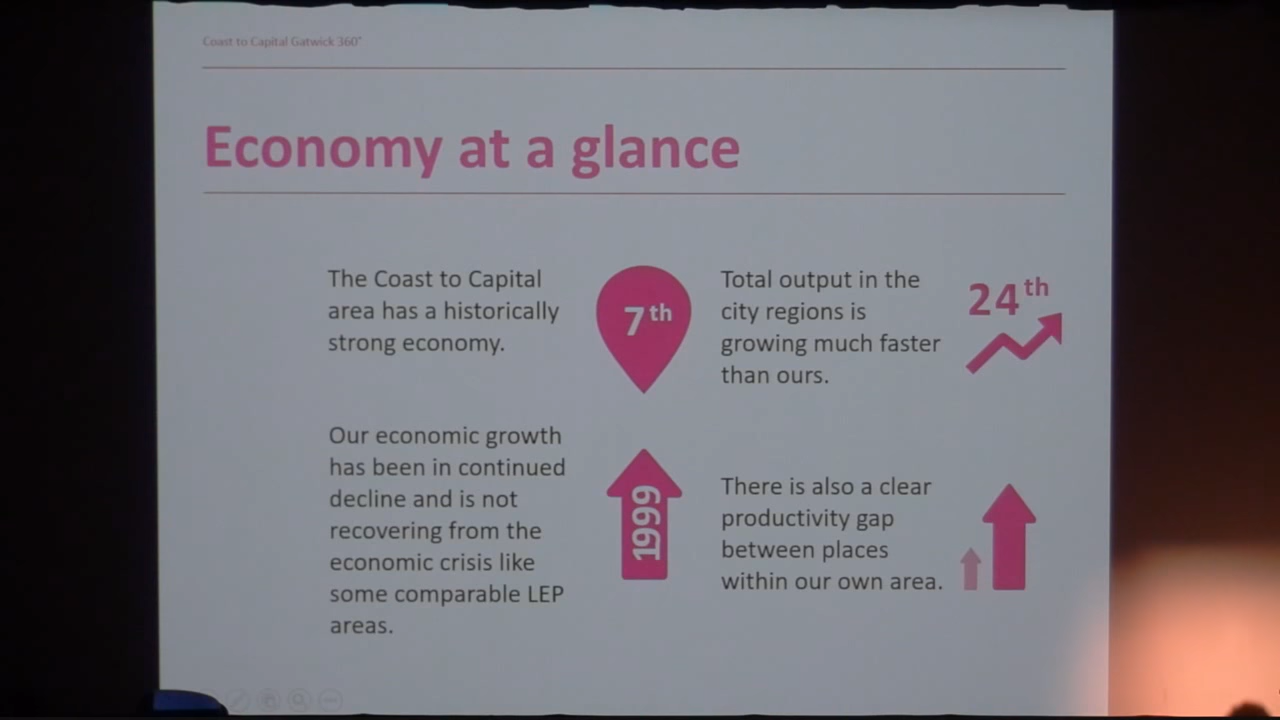 Coast to Capital Gatwick 360°
Economy at a glance
The Coast to Capital
area has a historically
strong economy.
7th
Total output in the
city regions is
growing much faster
than ours.
24th
Our economic growth
has been in continued
decline and is not
recovering from the
economic crisis like
some comparable LEP
areas.
1999
There is also a clear
productivity gap
between places
within our own area.